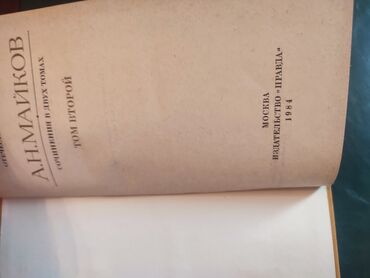 А.Н.МАЙКОВ
СОЧИНЕНИЯ В ДВУХ ТОМАХ
ТОМ ВТОРОЙ
МОСКВА
ИЗДАТЕЛЬСТВО «ПРАВДА»
1984